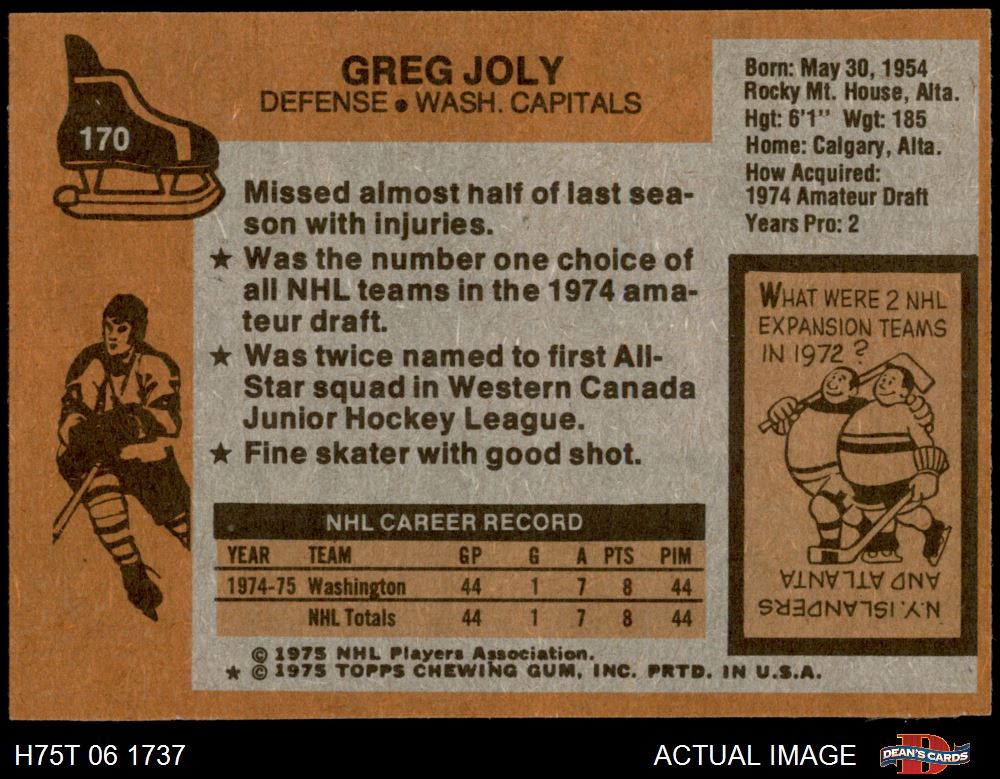 170
GREG JOLY
DEFENSE ● WASH. CAPITALS
Missed almost half of last sea-
son with injuries.
★ Was the number one choice of
all NHL teams in the 1974 ama-
teur draft.
★ Was twice named to first All-
Star squad in Western Canada
Junior Hockey League.
★ Fine skater with good shot.
Born: May 30, 1954
Rocky Mt. House, Alta.
Hgt: 6'1" Wgt: 185
Home: Calgary, Alta.
How Acquired:
1974 Amateur Draft
Years Pro: 2
WHAT WERE 2 NHL
EXPANSION TEAMS
IN 1972?
N.Y. ISLANDERS
AND ATLANTA
NHL CAREER RECORD
YEAR TEAM GP G A PTS PIM
1974-75 Washington 44 1 7 8 44
NHL Totals 44 1 7 8 44
© 1975 NHL Players Association.
★ © 1975 TOPPS CHEWING GUM, INC. PRTD. IN U.S.A.
H75T 06 1737
ACTUAL IMAGE
DEAN'S CARDS